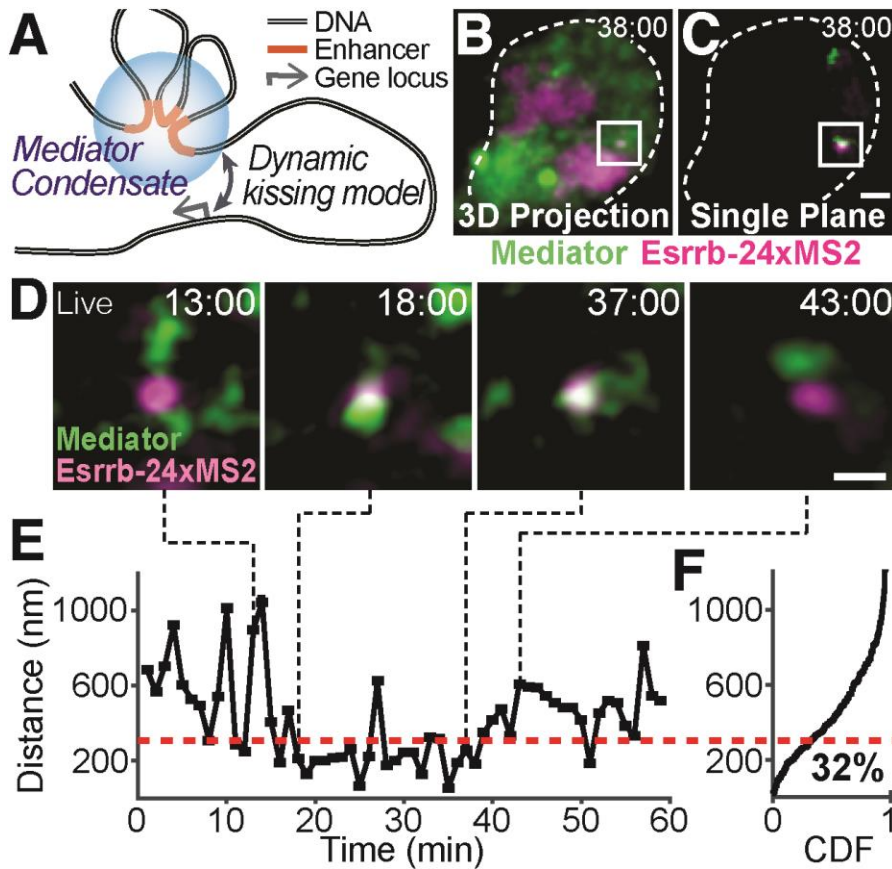 A
DNA
Enhancer
Gene locus
Mediator
Condensate
Dynamic
kissing model
B
38:00
3D Projection
C
38:00
Single Plane
Mediator Esrrb-24xMS2
D
Live 13:00
18:00
37:00
43:00
Mediator
Esrrb-24xMS2
E
Distance (nm)
1000
600
200
0 10 20 30 40 50 60
Time (min)
F
1000
600
200
32%
0 1
CDF